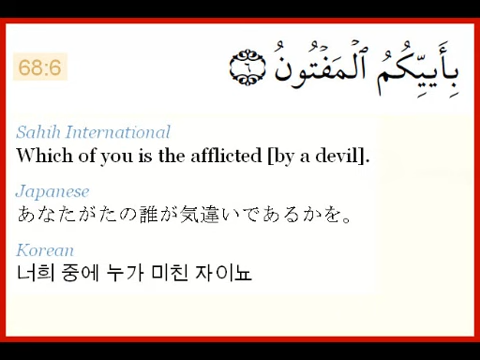 68:6
بِأَييِّكُمُ ٱلْمَفْتُونُ ٦
Sahih International
Which of you is the afflicted [by a devil].
Japanese
あなたがたの誰が気違いであるかを。
Korean
너희 중에 누가 미친 자이뇨